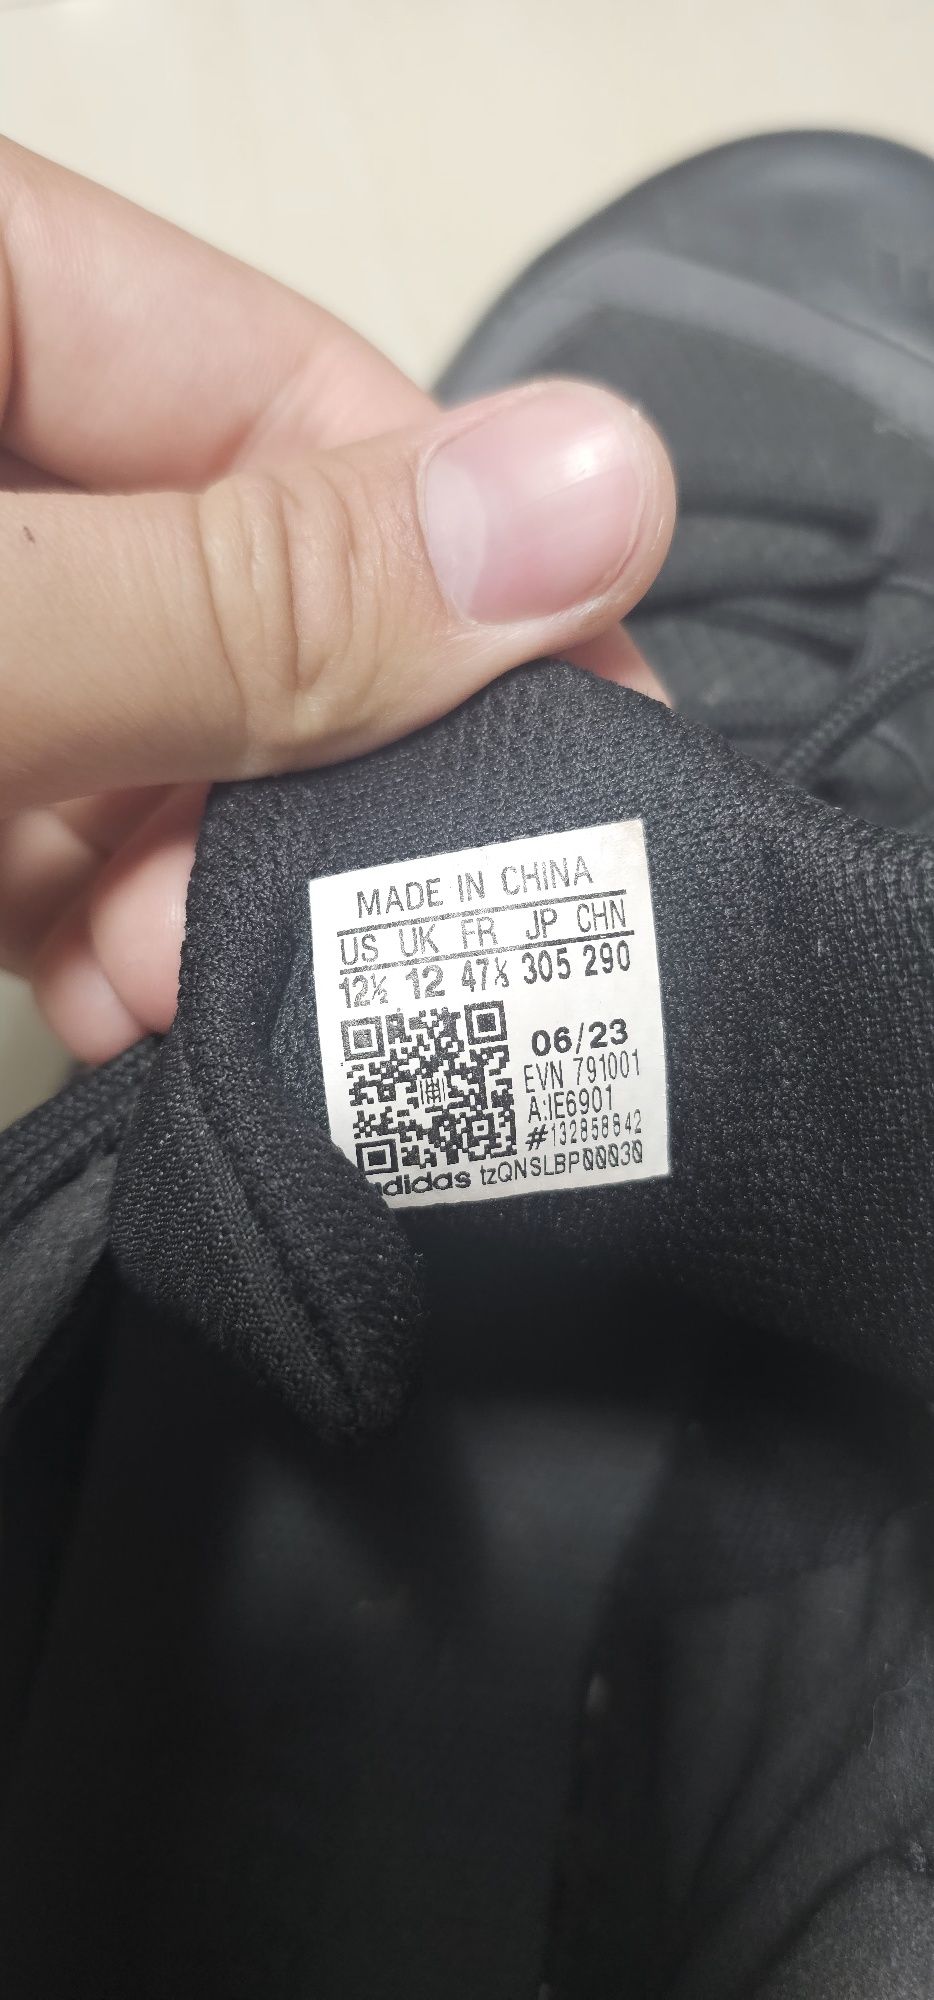 MADE IN CHINA
US UK FR JP CHN
12½ 12 47⅓ 305 290
06/23
EVN 791001
A:IE6901
#132858842
adidas tzQNSLBP00030